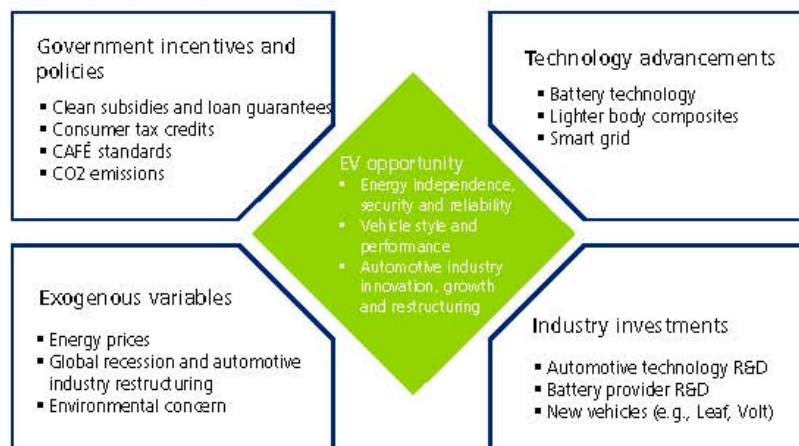 Government incentives and
policies
▪ Clean subsidies and loan guarantees
▪ Consumer tax credits
▪ CAFÉ standards
▪ CO2 emissions
Technology advancements
▪ Battery technology
▪ Lighter body composites
▪ Smart grid
EV opportunity
▪ Energy independence,
security and reliability
▪ Vehicle style and
performance
▪ Automotive industry
innovation, growth
and restructuring
Exogenous variables
▪ Energy prices
▪ Global recession and automotive
industry restructuring
▪ Environmental concern
Industry investments
▪ Automotive technology R&D
▪ Battery provider R&D
▪ New vehicles (e.g., Leaf, Volt)